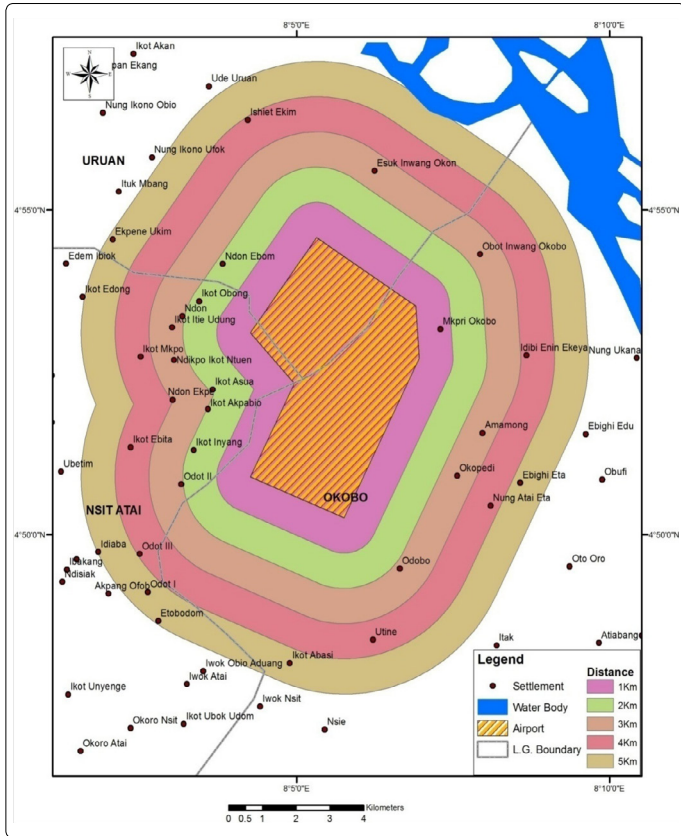 8°5'0"E
8°10'0"E
Ikot Akan
pan Ekang
N
W
E
S
Ude Uruan
Nung Ikono Obio
Ishiet Ekim
Nung Ikono Ufok
URUAN
Esuk Inwang Okon
Ituk Mbang
4°55'0"N
4°55'0"N
Ekpene Ukim
Obot Inwang Okobo
Edem Ibiok
Ndon Ebom
Ikot Edong
Ikot Obong
Ndon
Ikot Itie Udung
Mkpri Okobo
Ikot Mkpo
Ndikpo Ikot Ntuen
Idibi Enin Ekeya
Nung Ukana
Ikot Asua
Ndon Ekpe
Ikot Akpabio
Amamong
Ebighi Edu
Ikot Ebita
Ikot Inyang
Ubetim
Odot II
Okopedi
Ebighi Eta
Obufi
OKOBO
Nung Atai Eta
NSIT ATAI
4°50'0"N
4°50'0"N
Idiaba
Odot III
Ibakang
Ndisiak
Akpang Ofob
Odot I
Odobo
Oto Oro
Etobodom
Utine
Itak
Atiabang
Iwok Obio Aduang
Ikot Abasi
Iwok Atai
Ikot Unyenge
Iwok Nsit
Okoro Nsit
Ikot Ubok Udom
Nsie
Okoro Atai
Legend
Settlement
Water Body
Airport
L.G. Boundary
Distance
1Km
2Km
3Km
4Km
5Km
8°5'0"E
8°10'0"E
Kilometers
0 0.5 1 2 3 4